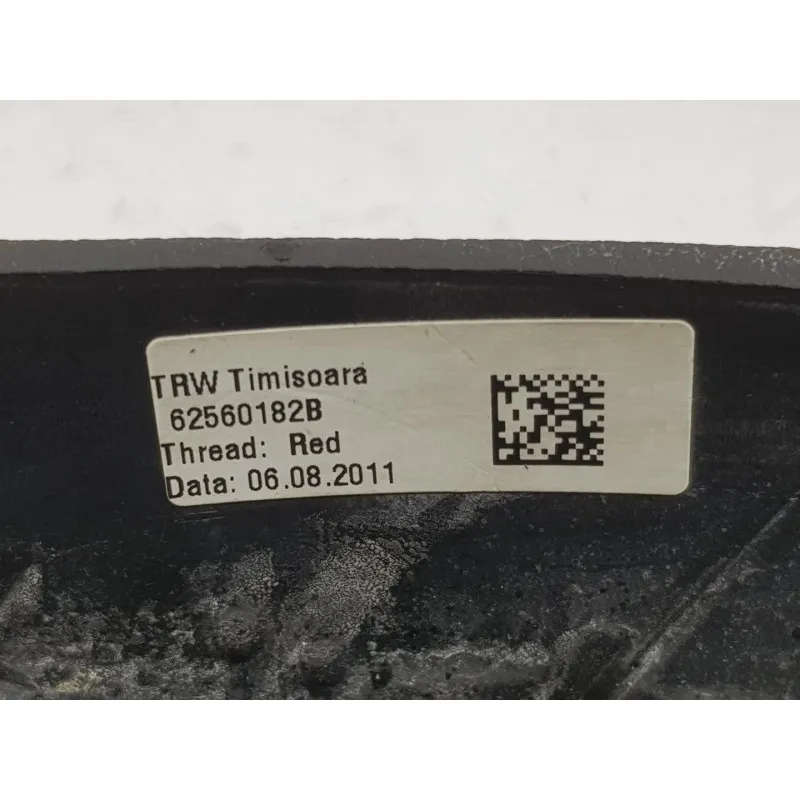 TRW Timisoara
62560182B
Thread: Red
Data: 06.08.2011